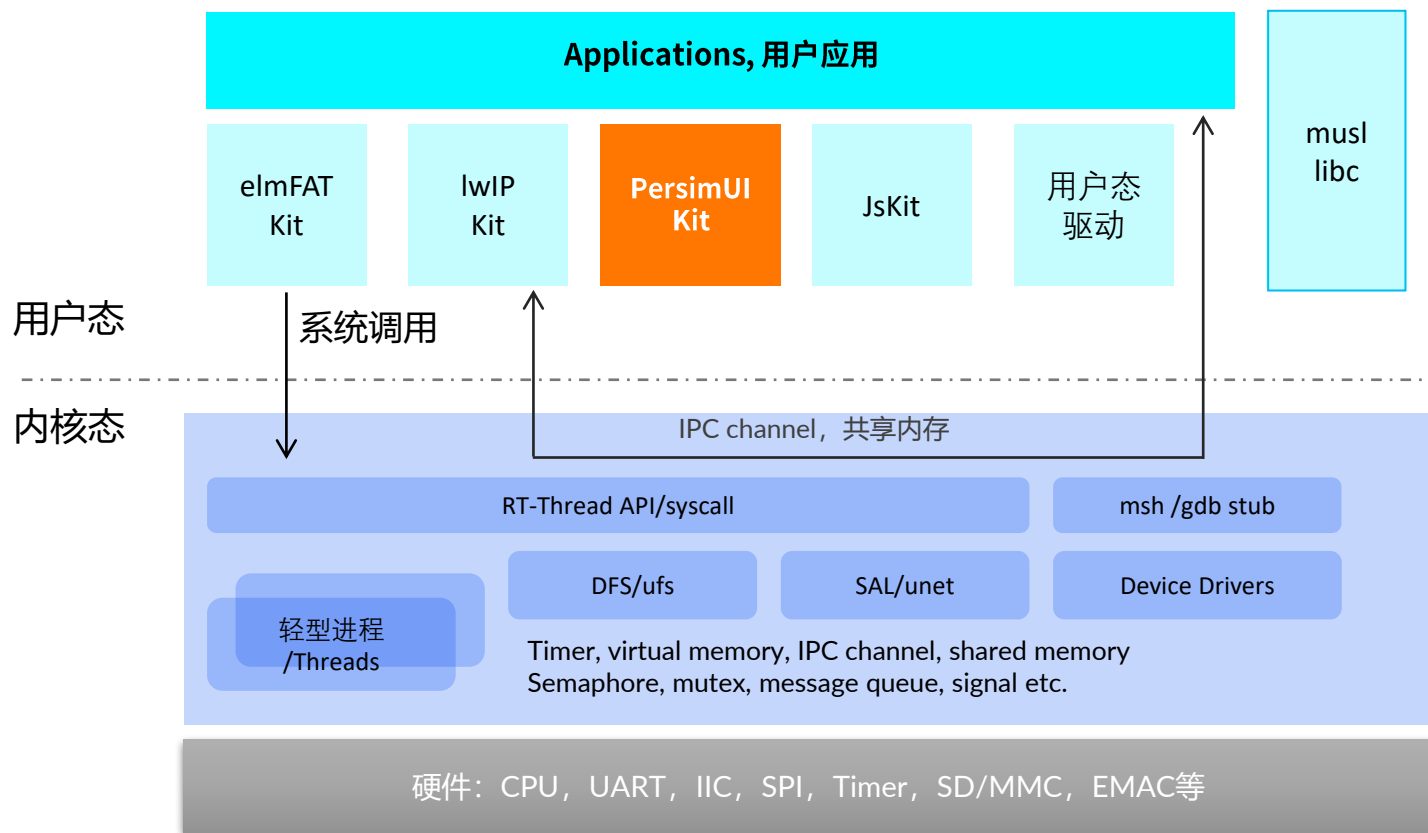 Applications, 用户应用
musl
libc
elmFAT
Kit
lwIP
Kit
PersimUI
Kit
JsKit
用户态
驱动
用户态
系统调用
内核态
IPC channel，共享内存
RT-Thread API/syscall
msh /gdb stub
DFS/ufs
SAL/unet
Device Drivers
轻型进程
/Threads
Timer, virtual memory, IPC channel, shared memory
Semaphore, mutex, message queue, signal etc.
硬件：CPU，UART，IIC，SPI，Timer，SD/MMC，EMAC等